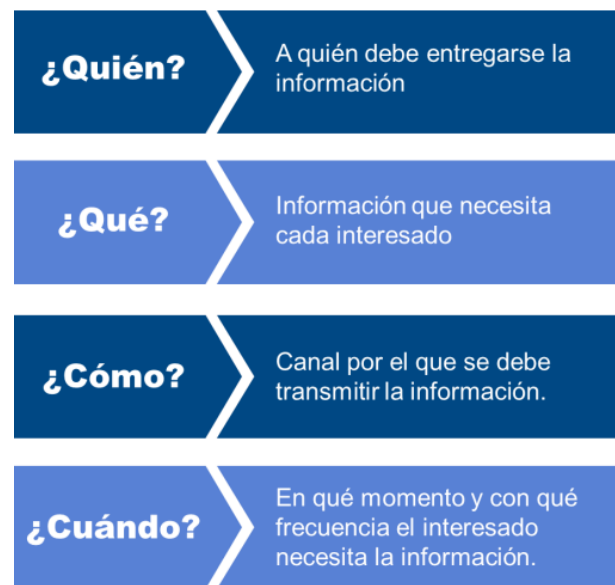 ¿Quién?
A quién debe entregarse la
información
¿Qué?
Información que necesita
cada interesado
¿Cómo?
Canal por el que se debe
transmitir la información.
¿Cuándo?
En qué momento y con qué
frecuencia el interesado
necesita la información.